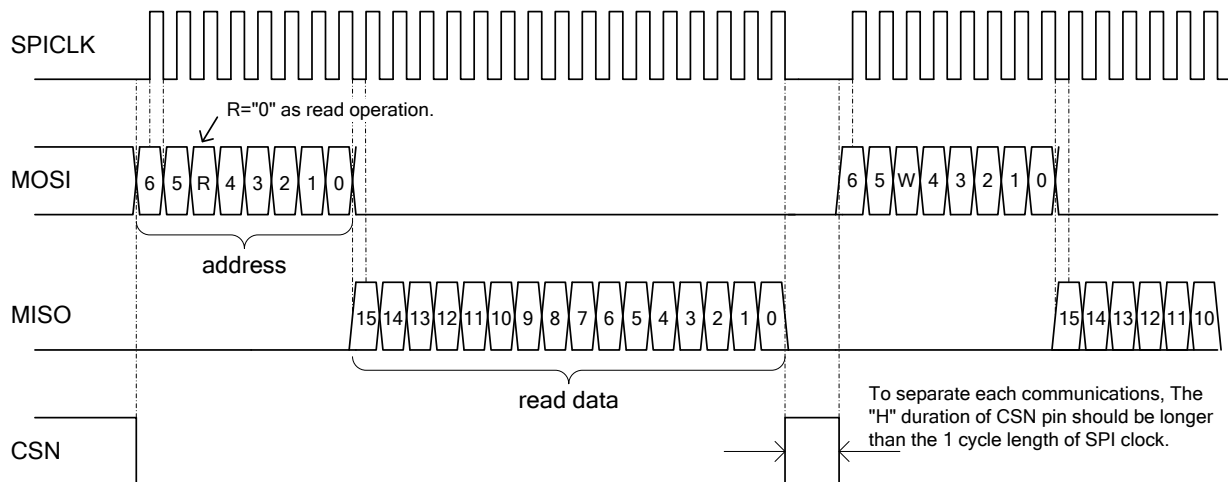 SPICLK
R="0" as read operation.
MOSI
6 5 R 4 3 2 1 0
6 5 W 4 3 2 1 0
address
MISO
15 14 13 12 11 10 9 8 7 6 5 4 3 2 1 0
15 14 13 12 11 10
read data
To separate each communications, The
"H" duration of CSN pin should be longer
than the 1 cycle length of SPI clock.
CSN